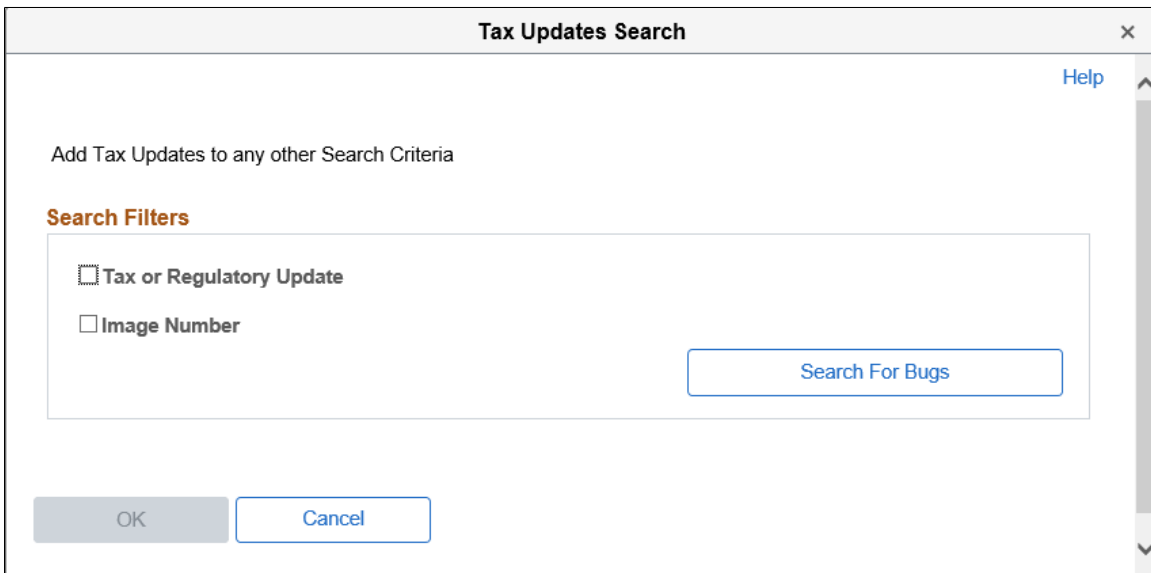 Tax Updates Search
Help
Add Tax Updates to any other Search Criteria
Search Filters
Tax or Regulatory Update
Image Number
Search For Bugs
OK
Cancel